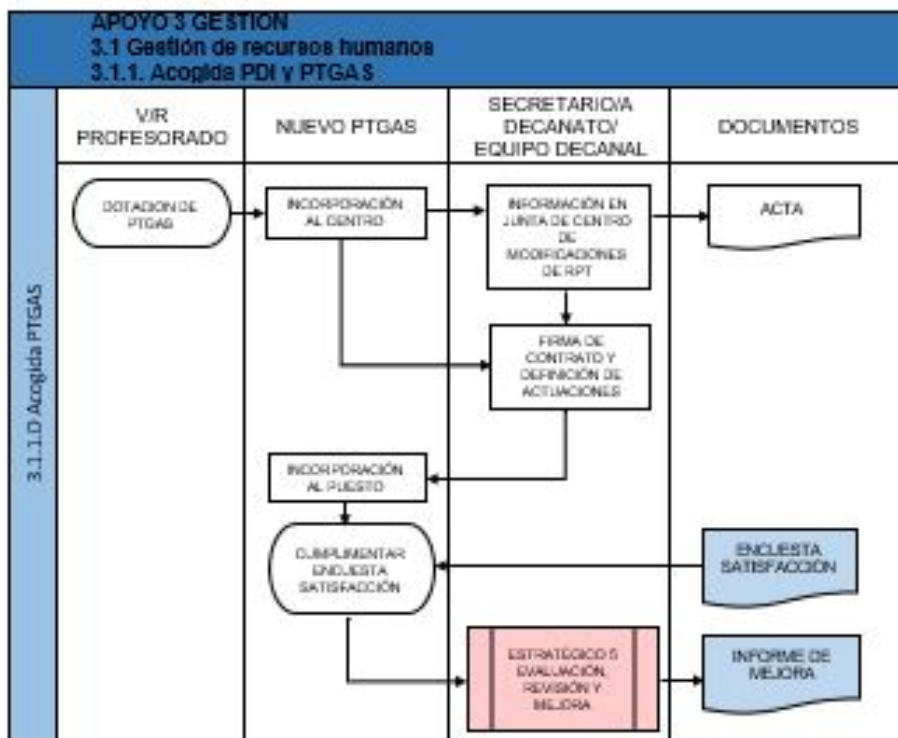 APOYO 3 GESTION
3.1 Gestión de recursos humanos
3.1.1. Acogida PDI y PTGAS
3.1.1.D Acogida PTGAS
V/R
PROFESORADO
NUEVO PTGAS
SECRETARIO/A
DECANATO/
EQUIPO DECANAL
DOCUMENTOS
DOTACION DE
PTGAS
INCORPORACIÓN
AL CENTRO
INFORMACIÓN EN
JUNTA DE CENTRO
DE
MODIFICACIONES
DE RPT
ACTA
FIRMA DE
CONTRATO Y
DEFINICIÓN DE
ACTUACIONES
INCORPORACIÓN
AL PUESTO
CUMPLIMENTAR
ENCUESTA
SATISFACCIÓN
ENCUESTA
SATISFACCIÓN
ESTRATÉGICO 5
EVALUACIÓN,
REVISIÓN Y
MEJORA
INFORME DE
MEJORA